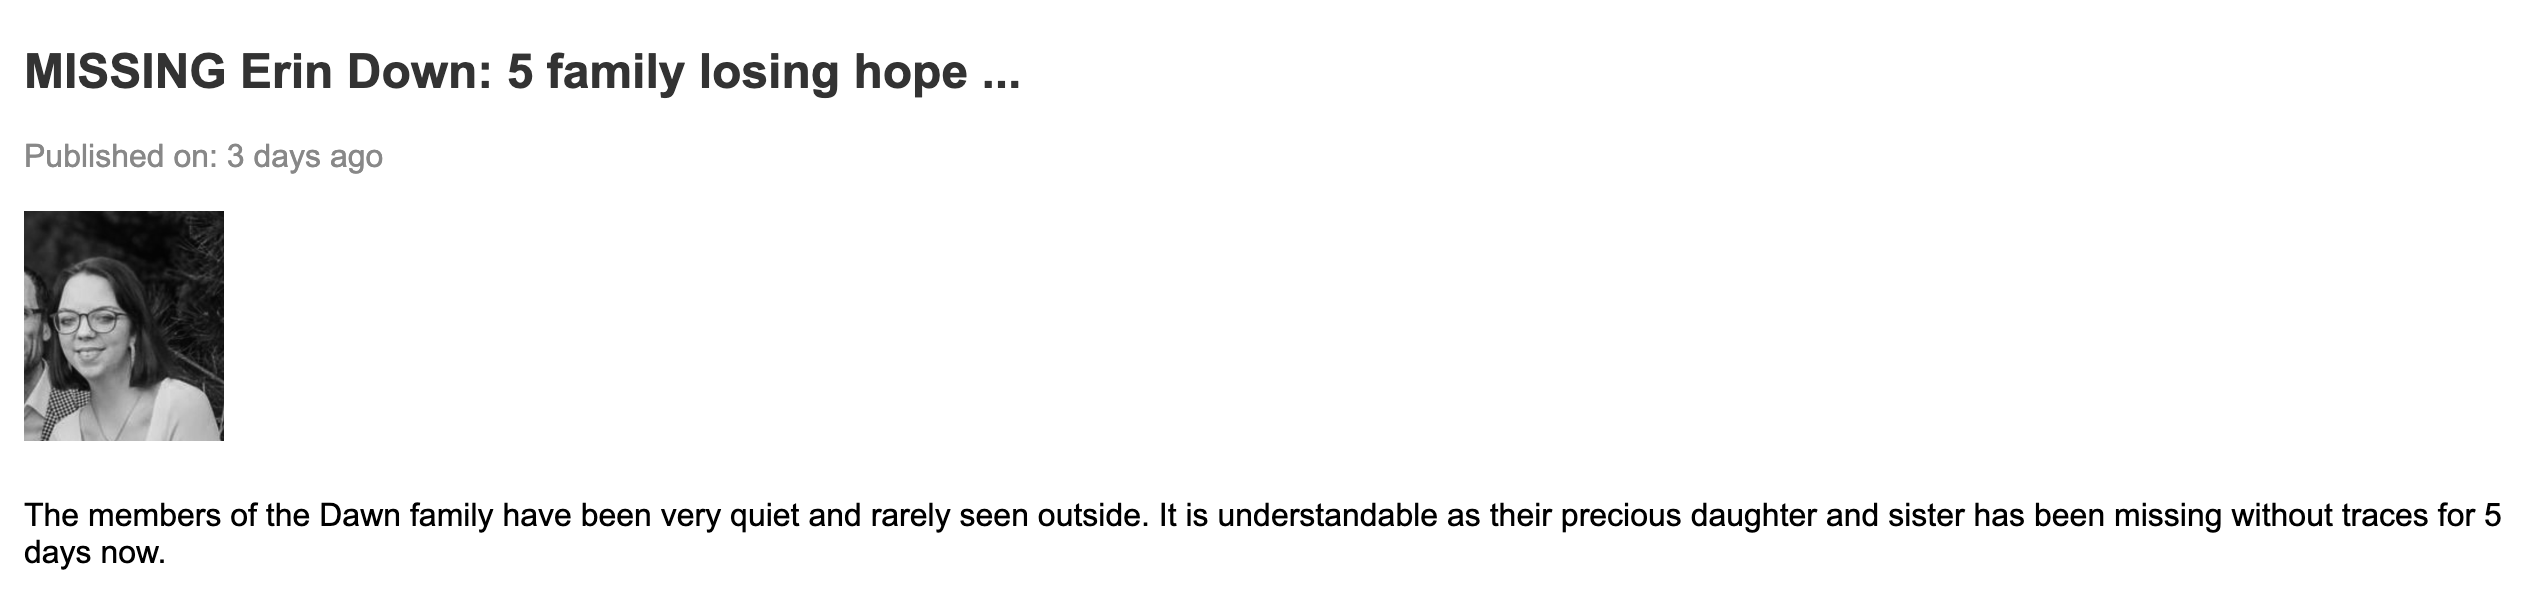 MISSING Erin Down: 5 family losing hope ...
Published on: 3 days ago
The members of the Dawn family have been very quiet and rarely seen outside. It is understandable as their precious daughter and sister has been missing without traces for 5
days now.